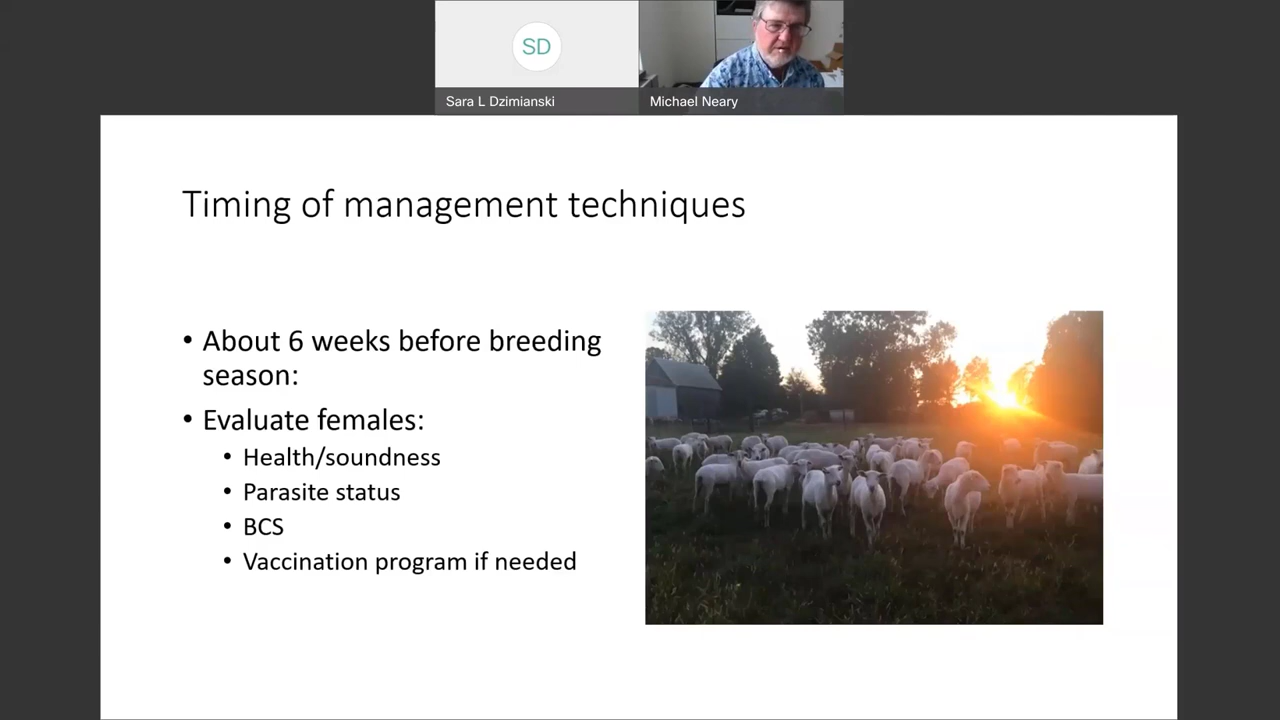 SD
Sara L Dzimianski
Michael Neary
Timing of management techniques
• About 6 weeks before breeding
season:
• Evaluate females:
• Health/soundness
• Parasite status
• BCS
• Vaccination program if needed